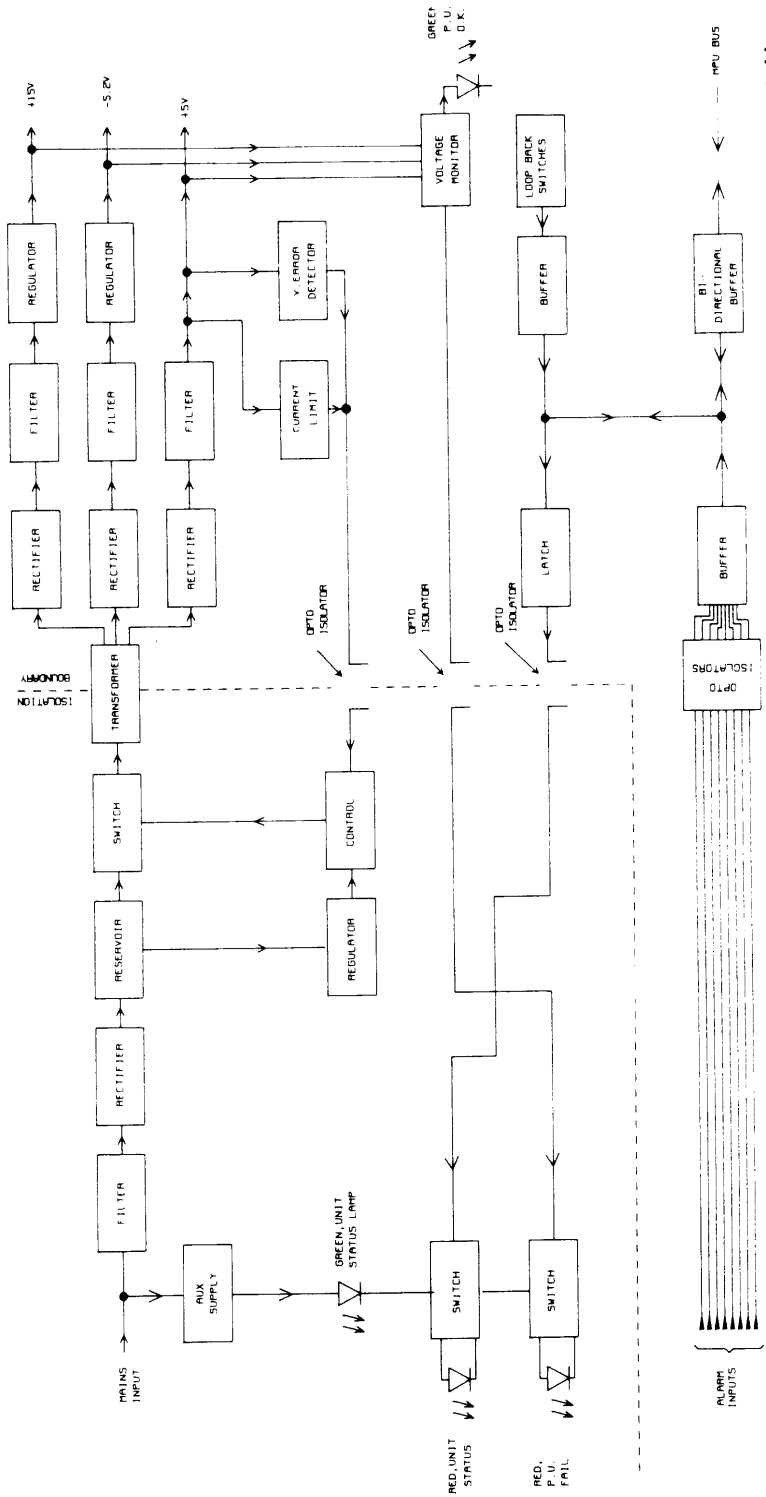 MAINS
INPUT
FILTER
RECTIFIER
RESERVOIR
SWITCH
TRANSFORMER
ISOLATION
BOUNDARY
RECTIFIER
FILTER
REGULATOR
+15V
RECTIFIER
FILTER
REGULATOR
-5.2V
RECTIFIER
FILTER
+5V
AUX
SUPPLY
REGULATOR
CONTROL
CURRENT
LIMIT
V.ERROR
DETECTOR
OPTO
ISOLATOR
GREEN,UNIT
STATUS LAMP
OPTO
ISOLATOR
VOLTAGE
MONITOR
GREEN
P.U.
O.K.
RED,UNIT
STATUS
SWITCH
OPTO
ISOLATOR
LATCH
BUFFER
LOOP BACK
SWITCHES
RED,
P.U.
FAIL
SWITCH
ALARM
INPUTS
OPTO
ISOLATORS
BUFFER
BI-
DIRECTIONAL
BUFFER
MPU BUS